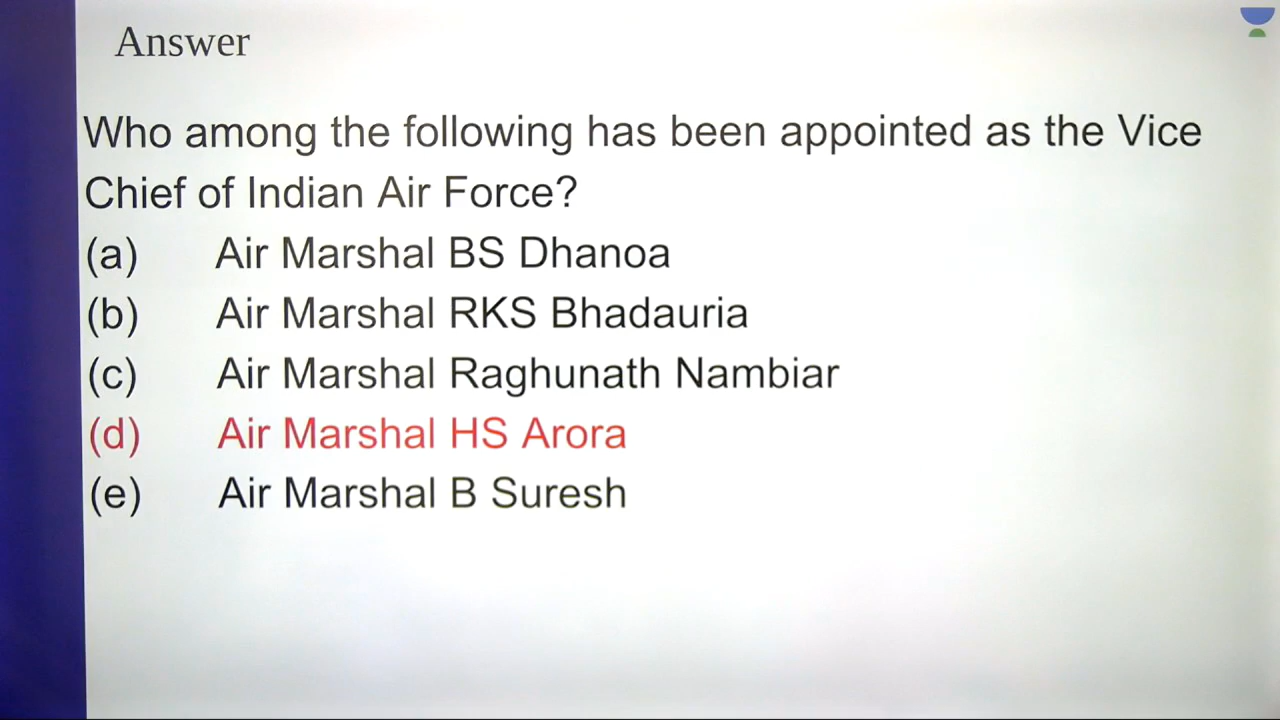 Answer
Who among the following has been appointed as the Vice
Chief of Indian Air Force?
(a) Air Marshal BS Dhanoa
(b) Air Marshal RKS Bhadauria
(c) Air Marshal Raghunath Nambiar
(d) Air Marshal HS Arora
(e) Air Marshal B Suresh